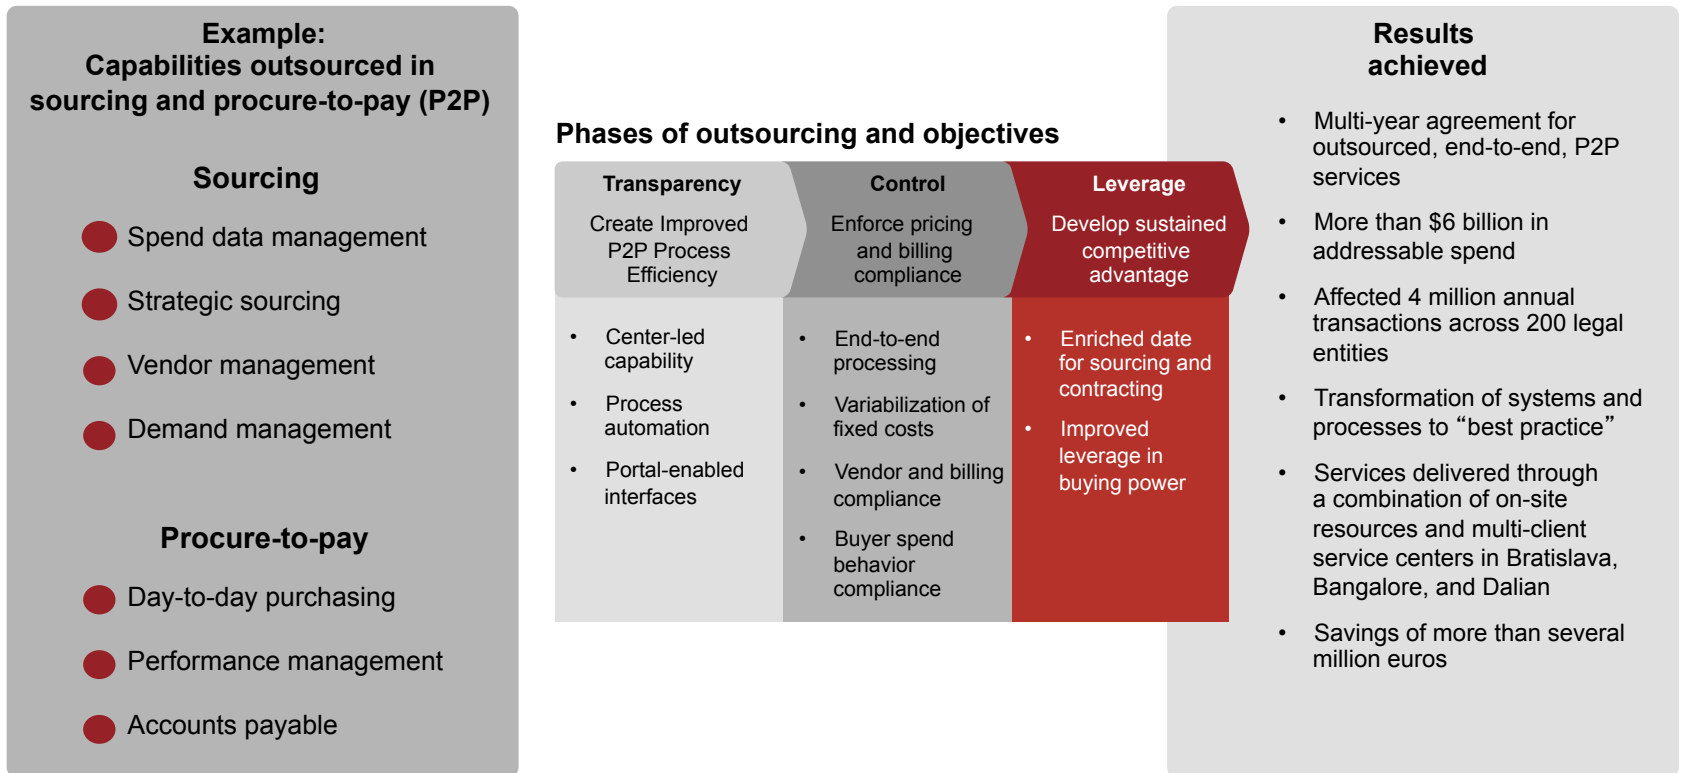 Example:
Capabilities outsourced in
sourcing and procure-to-pay (P2P)
Sourcing
Spend data management
Strategic sourcing
Vendor management
Demand management
Procure-to-pay
Day-to-day purchasing
Performance management
Accounts payable
Phases of outsourcing and objectives
Transparency
Create Improved
P2P Process
Efficiency
• Center-led
capability
• Process
automation
• Portal-enabled
interfaces
Control
Enforce pricing
and billing
compliance
• End-to-end
processing
• Variabilization of
fixed costs
• Vendor and billing
compliance
• Buyer spend
behavior
compliance
Leverage
Develop sustained
competitive
advantage
• Enriched date
for sourcing and
contracting
• Improved
leverage in
buying power
Results
achieved
• Multi-year agreement for
outsourced, end-to-end, P2P
services
• More than $6 billion in
addressable spend
• Affected 4 million annual
transactions across 200 legal
entities
• Transformation of systems and
processes to “best practice”
• Services delivered through
a combination of on-site
resources and multi-client
service centers in Bratislava,
Bangalore, and Dalian
• Savings of more than several
million euros